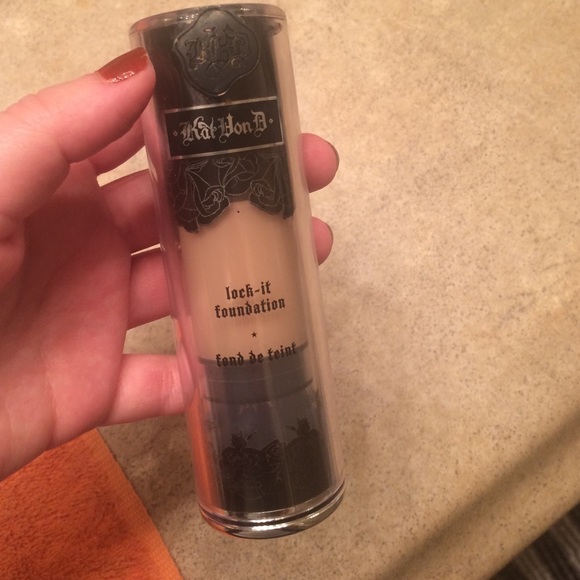 Kat Von D
lock-it
foundation
fond de teint